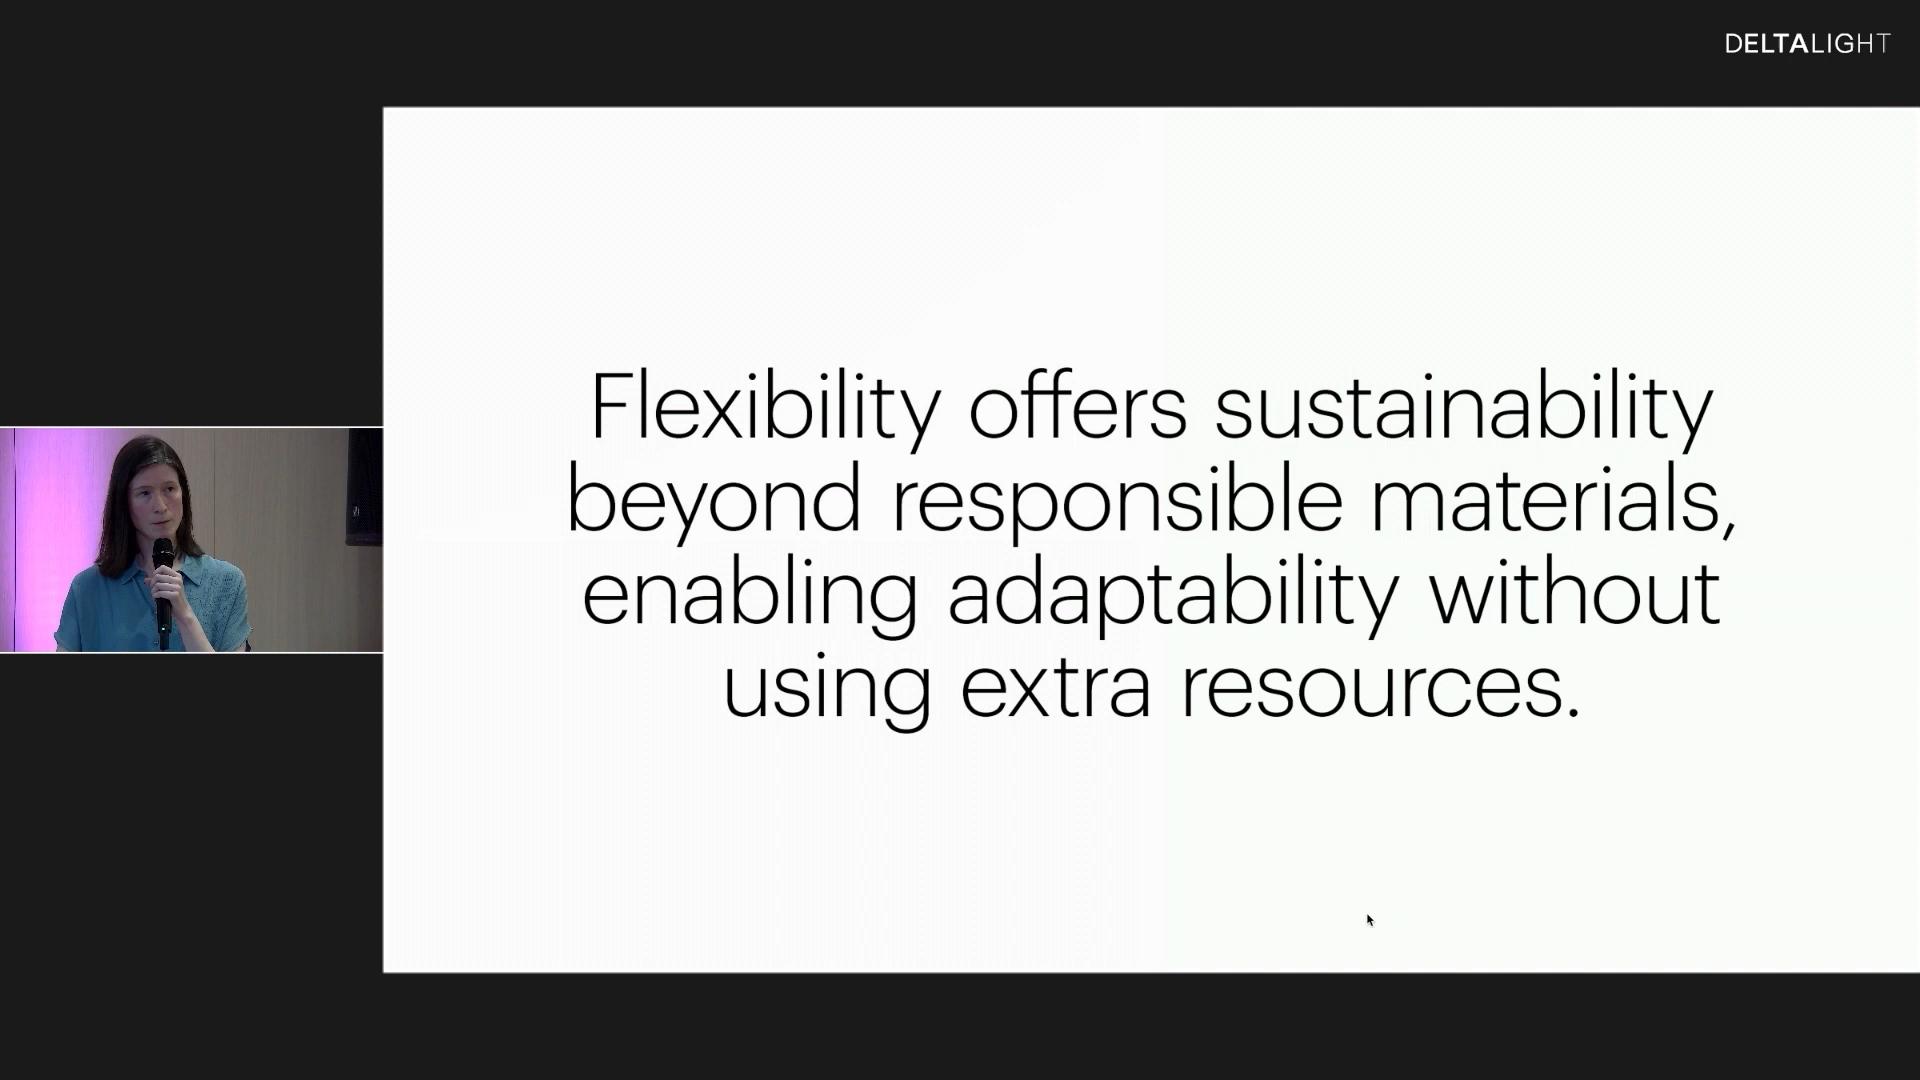 DELTALIGHT
Flexibility offers sustainability
beyond responsible materials,
enabling adaptability without
using extra resources.